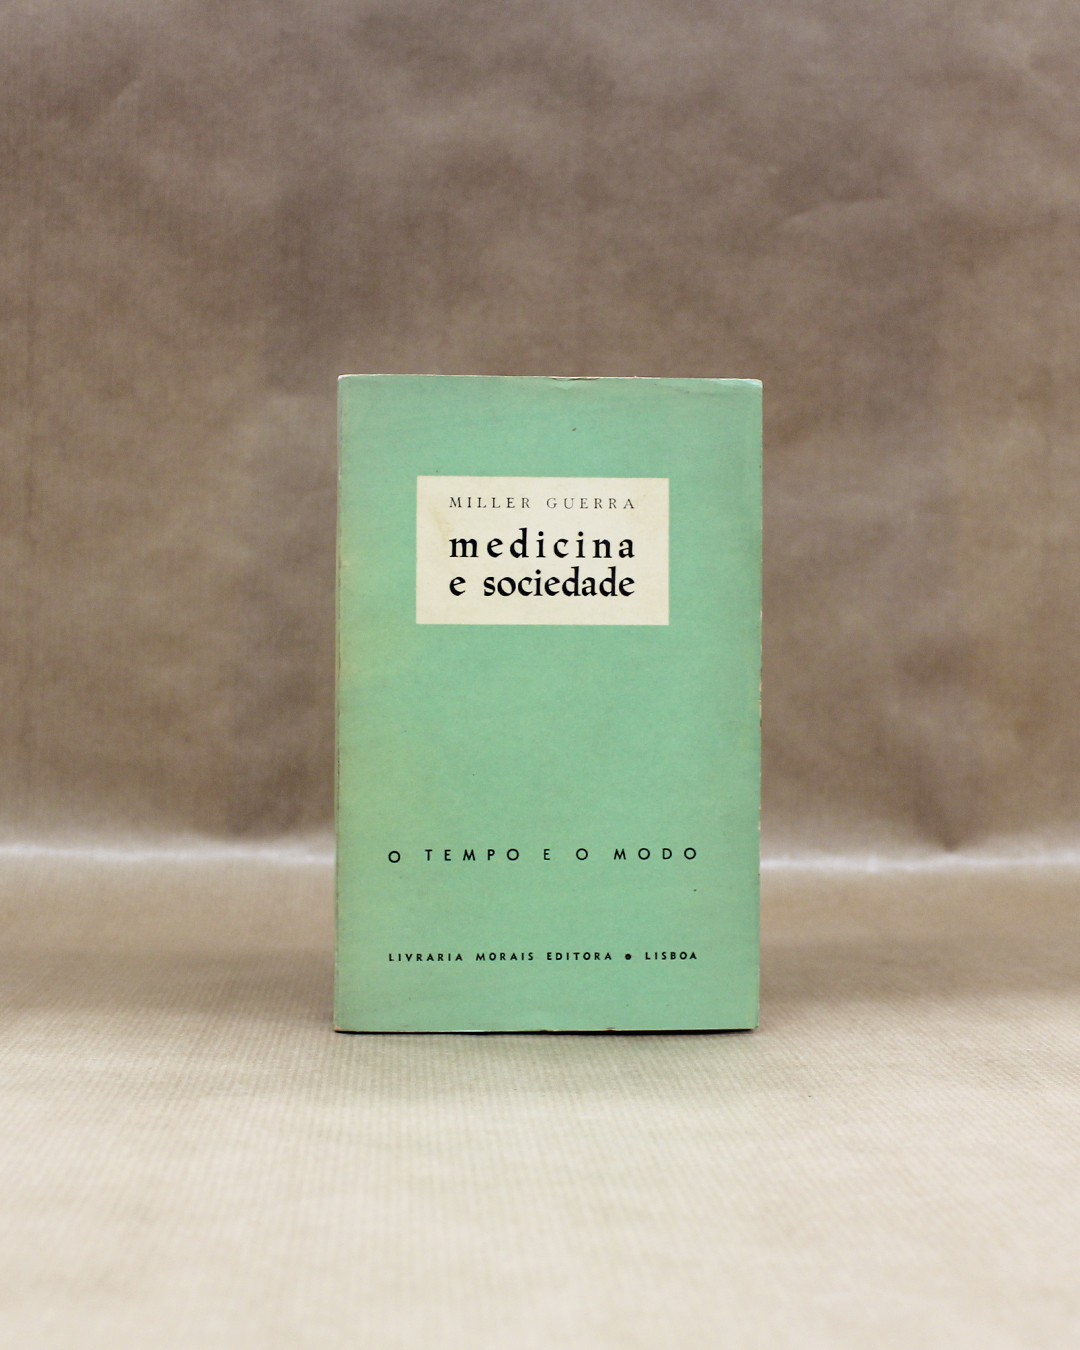 MILLER GUERRA
medicina
e sociedade
O TEMPO E O MODO
LIVRARIA MORAIS EDITORA • LISBOA